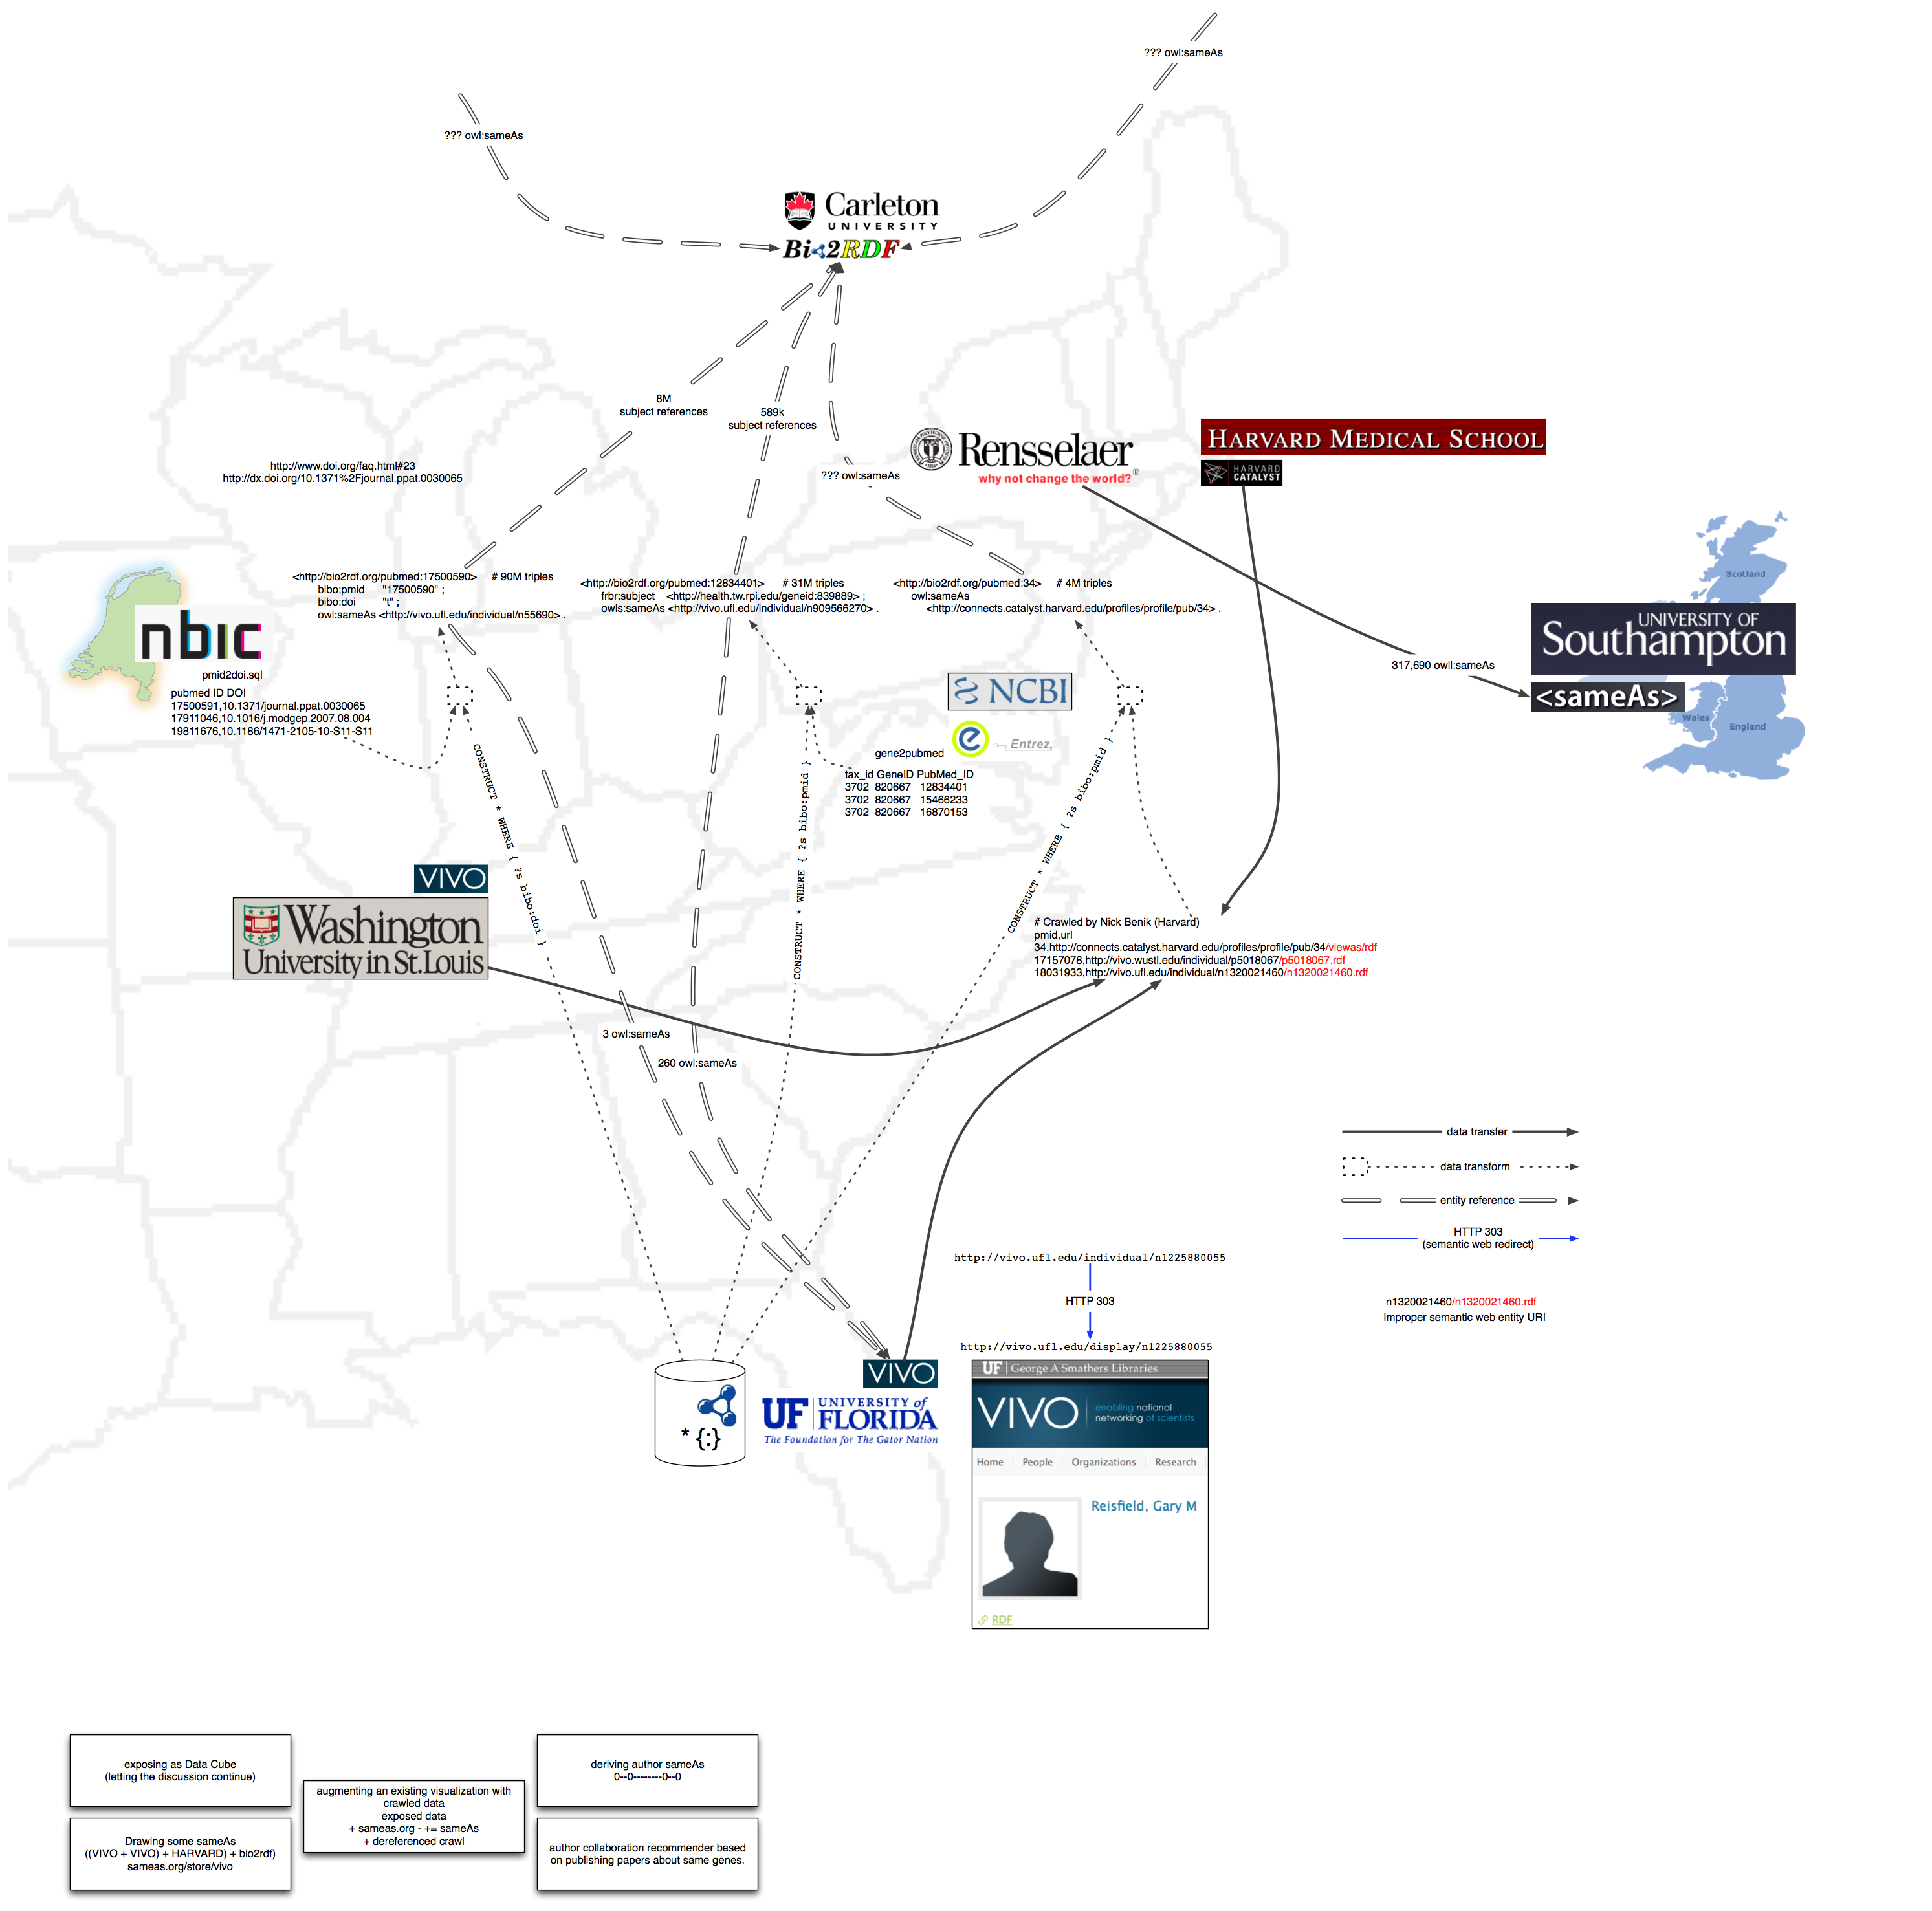 ??? owl:sameAs
??? owl:sameAs
Carleton
UNIVERSITY
Bi2RDF
8M
subject references
589k
subject references
??? owl:sameAs
Rensselaer®
why not change the world?
HARVARD MEDICAL SCHOOL
HARVARD
CATALYST
http://www.doi.org/faq.html#23
http://dx.doi.org/10.1371%2Fjournal.ppat.0030065
<http://bio2rdf.org/pubmed:17500590> # 90M triples
bibo:pmid "17500590" ;
bibo:doi "t" ;
owl:sameAs <http://vivo.ufl.edu/individual/n55690> .
<http://bio2rdf.org/pubmed:12834401> # 31M triples
frbr:subject <http://health.tw.rpi.edu/geneid:839889> ;
owls:sameAs <http://vivo.ufl.edu/individual/n909566270> .
<http://bio2rdf.org/pubmed:34> # 4M triples
owl:sameAs
<http://connects.catalyst.harvard.edu/profiles/profile/pub/34> .
Scotland
UNIVERSITY OF
Southampton
<sameAs>
Wales
England
317,690 owll:sameAs
nbic
pmid2doi.sql
pubmed ID DOI
17500591,10.1371/journal.ppat.0030065
17911046,10.1016/j.modgep.2007.08.004
19811676,10.1186/1471-2105-10-S11-S11
NCBI
e Entrez,
gene2pubmed
tax_id GeneID PubMed_ID
3702 820667 12834401
3702 820667 15466233
3702 820667 16870153
CONSTRUCT * WHERE { ?s bibo:doi }
CONSTRUCT * WHERE { ?s bibo:pmid }
CONSTRUCT * WHERE { ?s bibo:pmid }
VIVO
Washington
University in St.Louis
# Crawled by Nick Benik (Harvard)
pmid,url
34,http://connects.catalyst.harvard.edu/profiles/profile/pub/34/viewas/rdf
17157078,http://vivo.wustl.edu/individual/p5018067/p5018067.rdf
18031933,http://vivo.ufl.edu/individual/n1320021460/n1320021460.rdf
3 owl:sameAs
260 owl:sameAs
data transfer
data transform
entity reference
HTTP 303
(semantic web redirect)
n1320021460/n1320021460.rdf
Improper semantic web entity URI
http://vivo.ufl.edu/individual/n1225880055
HTTP 303
http://vivo.ufl.edu/display/n1225880055
* {:}
VIVO
UF UNIVERSITY of
FLORIDA
The Foundation for The Gator Nation
UF George A Smathers Libraries
VIVO enabling national
networking of scientists
Home People Organizations Research
Reisfield, Gary M
RDF
exposing as Data Cube
(letting the discussion continue)
deriving author sameAs
0--0--------0--0
augmenting an existing visualization with
crawled data
exposed data
+ sameas.org - += sameAs
+ dereferenced crawl
Drawing some sameAs
((VIVO + VIVO) + HARVARD) + bio2rdf)
sameas.org/store/vivo
author collaboration recommender based
on publishing papers about same genes.